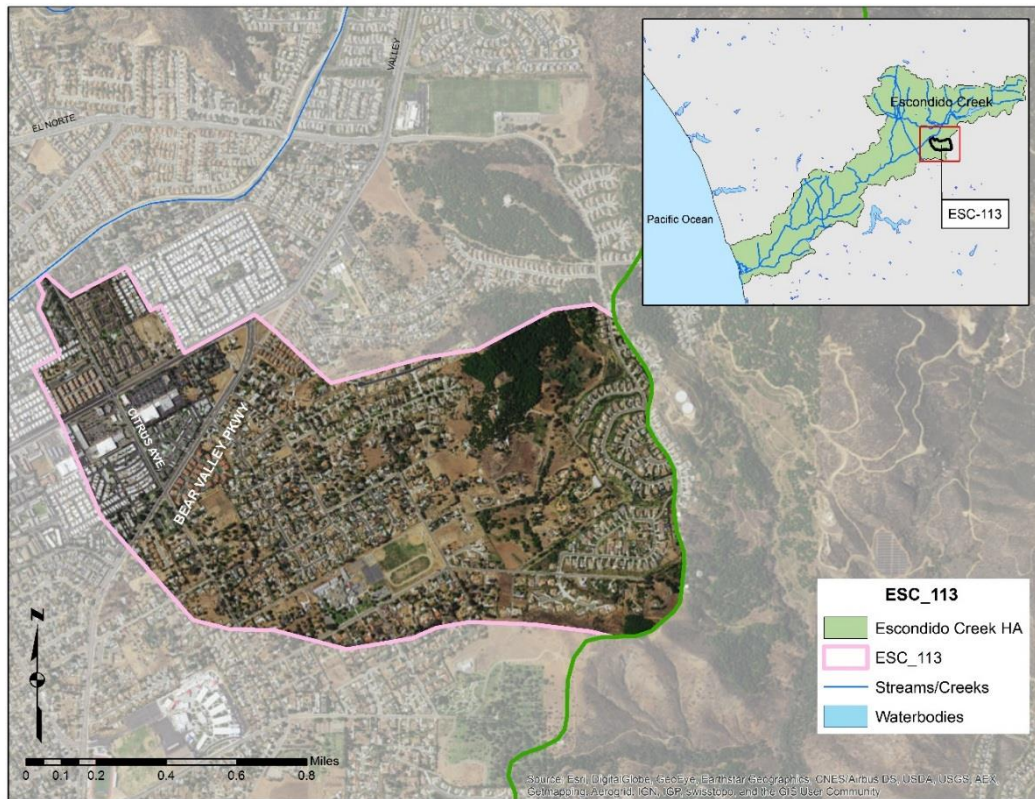 EL NORTE
VALLEY
CITRUS AVE
BEAR VALLEY PKWY
Escondido Creek
Pacific Ocean
ESC-113
ESC_113
Escondido Creek HA
ESC_113
Streams/Creeks
Waterbodies
N
Miles
0 0.1 0.2 0.4 0.6 0.8
Source: Esri, DigitalGlobe, GeoEye, Earthstar Geographics, CNES/Airbus DS, USDA, USGS, AEX,
Getmapping, Aerogrid, IGN, IGP, swisstopo, and the GIS User Community